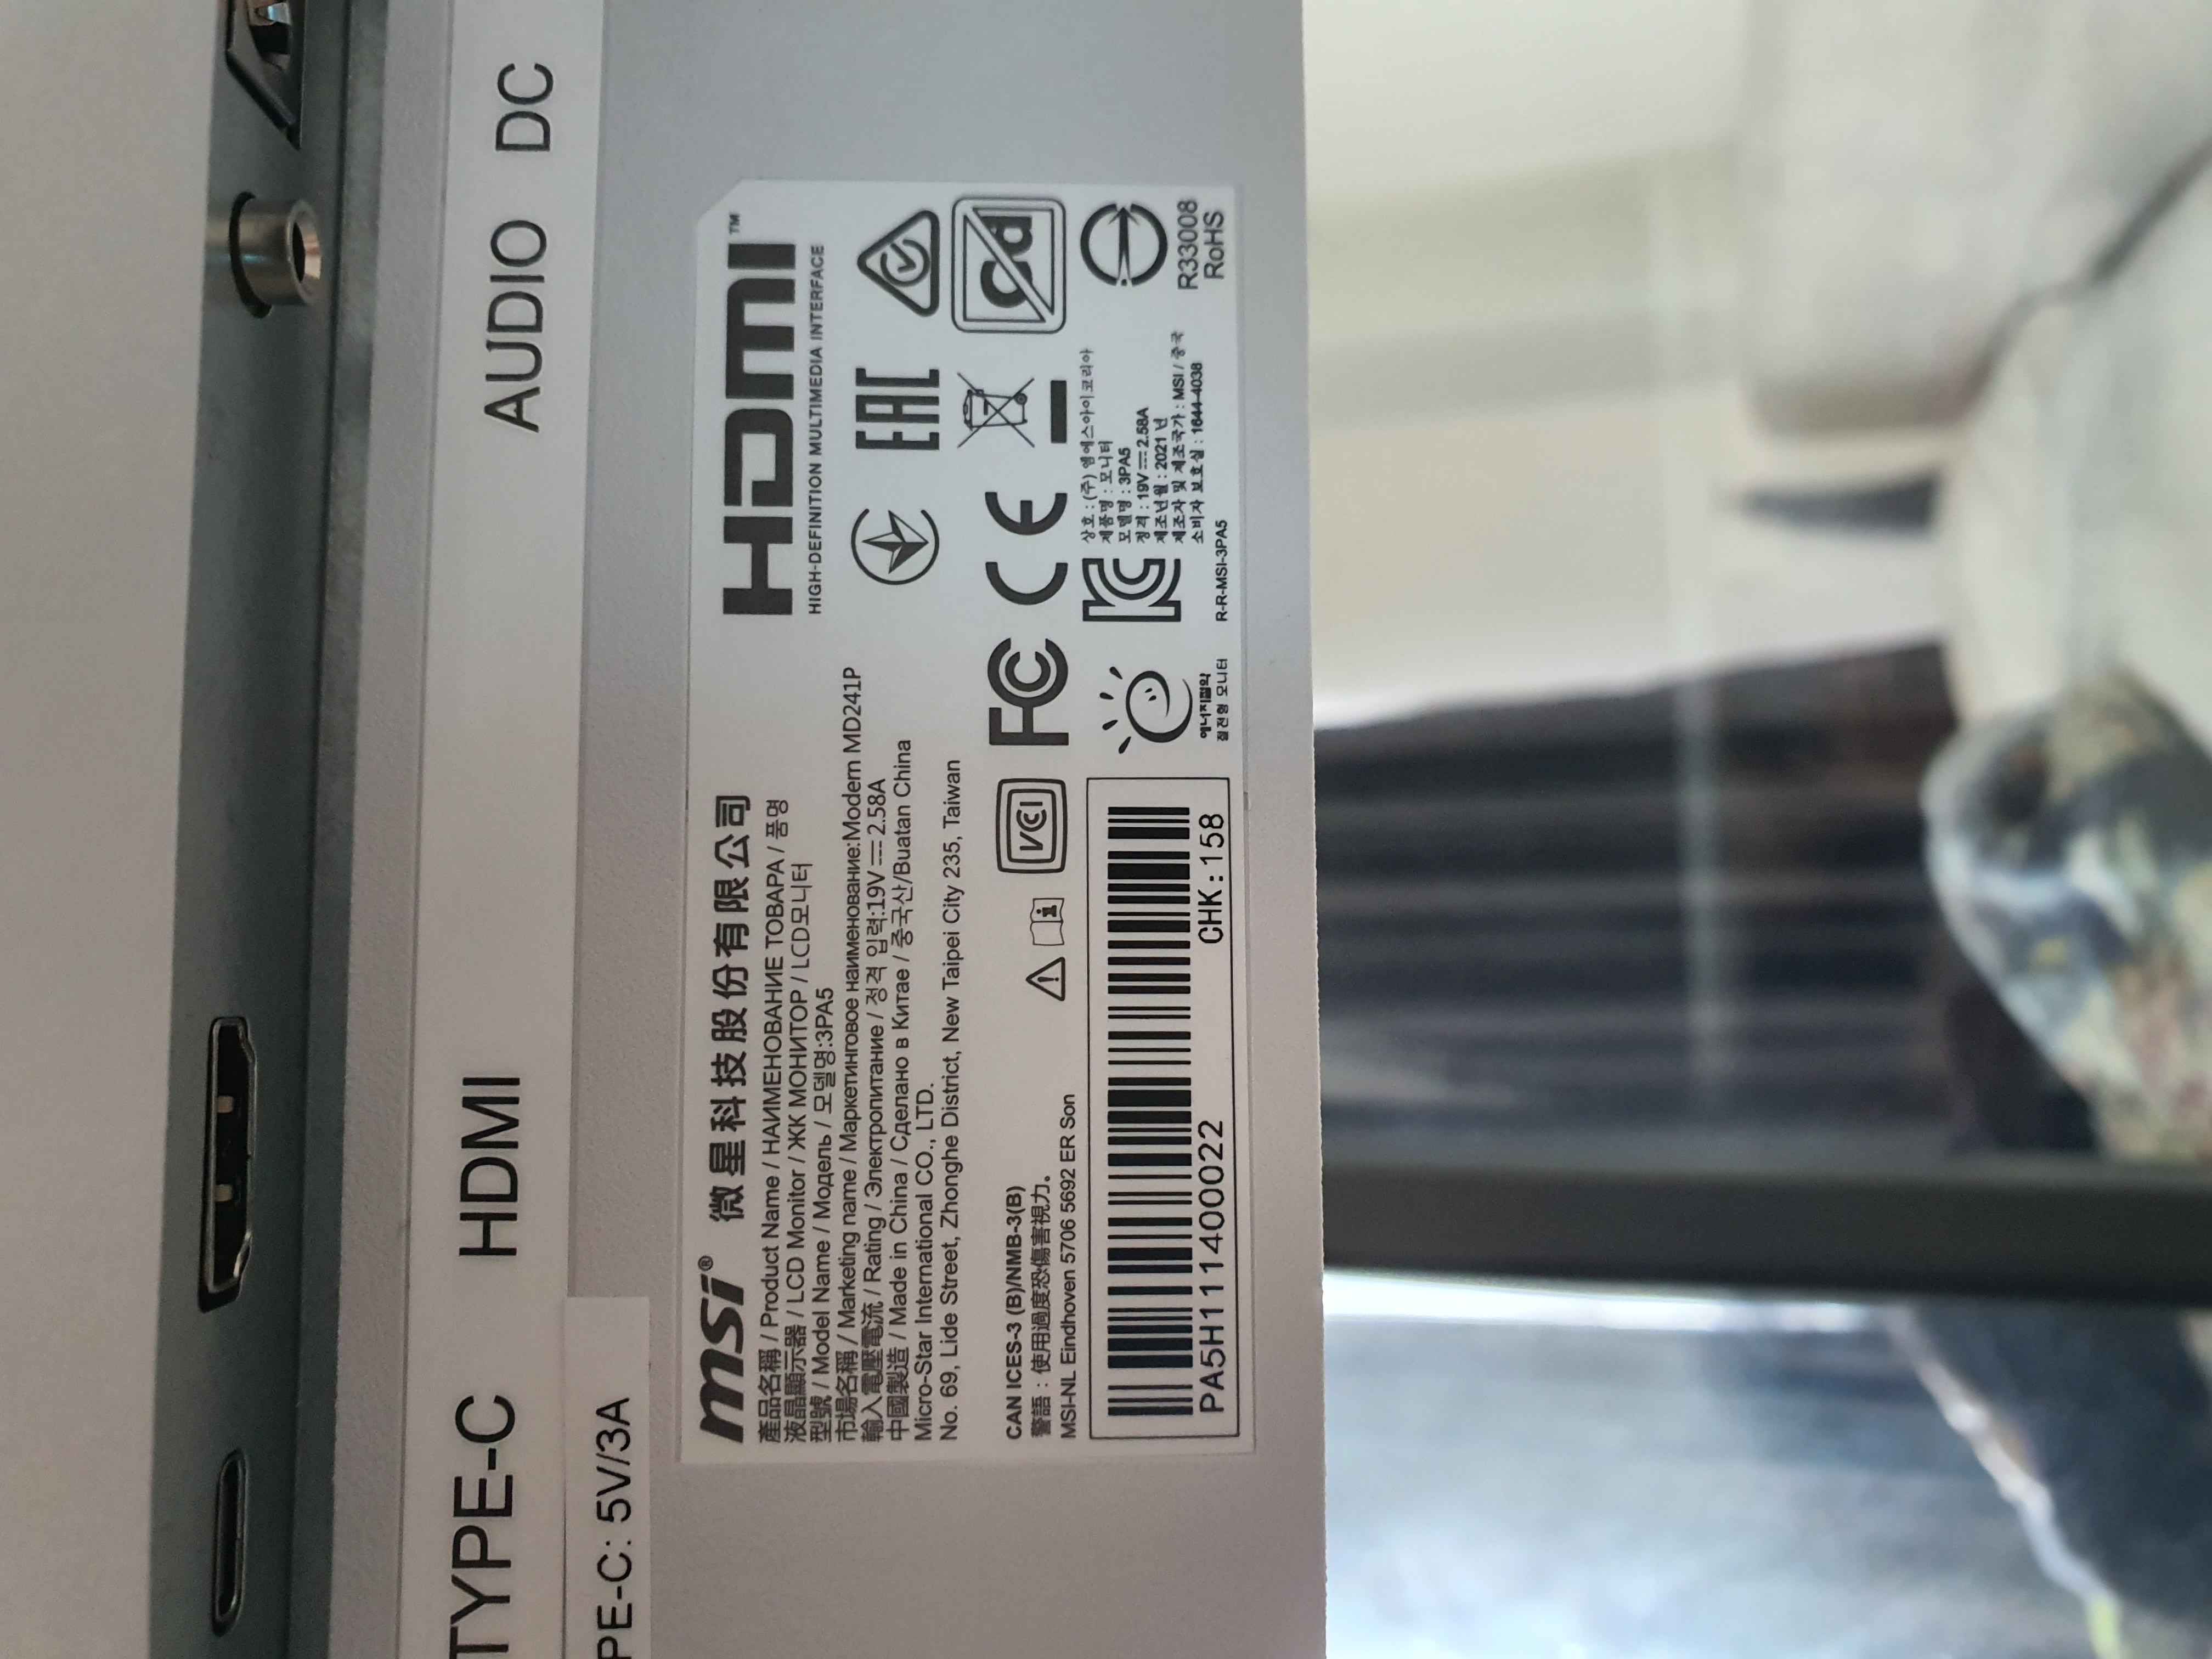 TYPE-C HDMI AUDIO DC
PE-C: 5V/3A
msi® 微星科技股份有限公司
產品名稱 / Product Name / НАИМЕНОВАНИЕ ТОВАРА / 품명
液晶顯示器 / LCD Monitor / ЖК МОНИТОР / LCD모니터
型號 / Model Name / Модель / 모델명:3PA5
市場名稱 / Marketing name / Маркетинговое наименование:Modern MD241P
輸入電壓電流 / Rating / Электропитание / 정격 입력:19V⎓2.58A
中國製造 / Made in China / Сделано в Китае / 중국산/Buatan China
Micro-Star International CO., LTD.
No. 69, Lide Street, Zhonghe District, New Taipei City 235, Taiwan
HDMI™
HIGH-DEFINITION MULTIMEDIA INTERFACE
EAC
CAN ICES-3 (B)/NMB-3(B)
警語：使用過度恐傷害視力。
MSI-NL Eindhoven 5706 5692 ER Son
VCCI
FC CE
Cd
PA5H111400022 CHK:158
에너지절약
절전형 모니터
KC
상호 : (주) 엠에스아이코리아
제품명 : 모니터
모델명 : 3PA5
정격 : 19V⎓2.58A
제조년월 : 2021 년
제조자 및 제조국가 : MSI / 중국
소비자 보호실 : 1644-4038
R-R-MSI-3PA5
R33008
RoHS